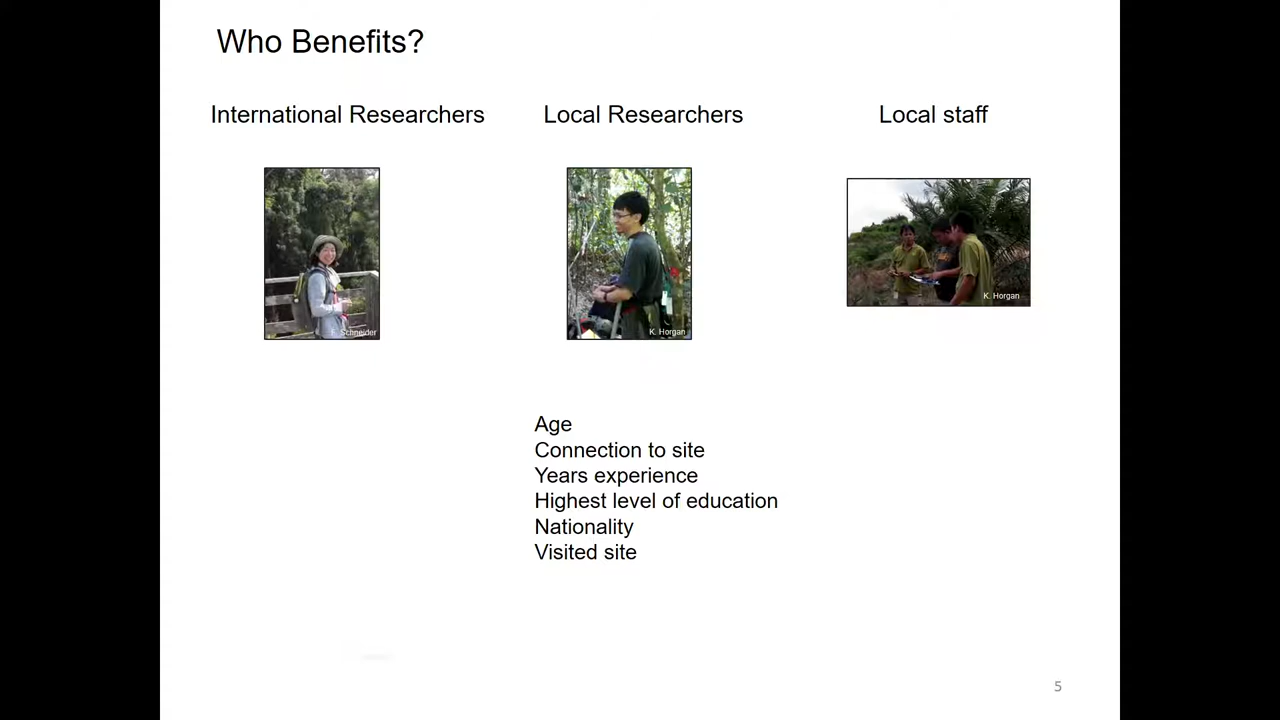 Who Benefits?
International Researchers
Local Researchers
Local staff
Schneider
K. Horgan
K. Horgan
Age
Connection to site
Years experience
Highest level of education
Nationality
Visited site
5